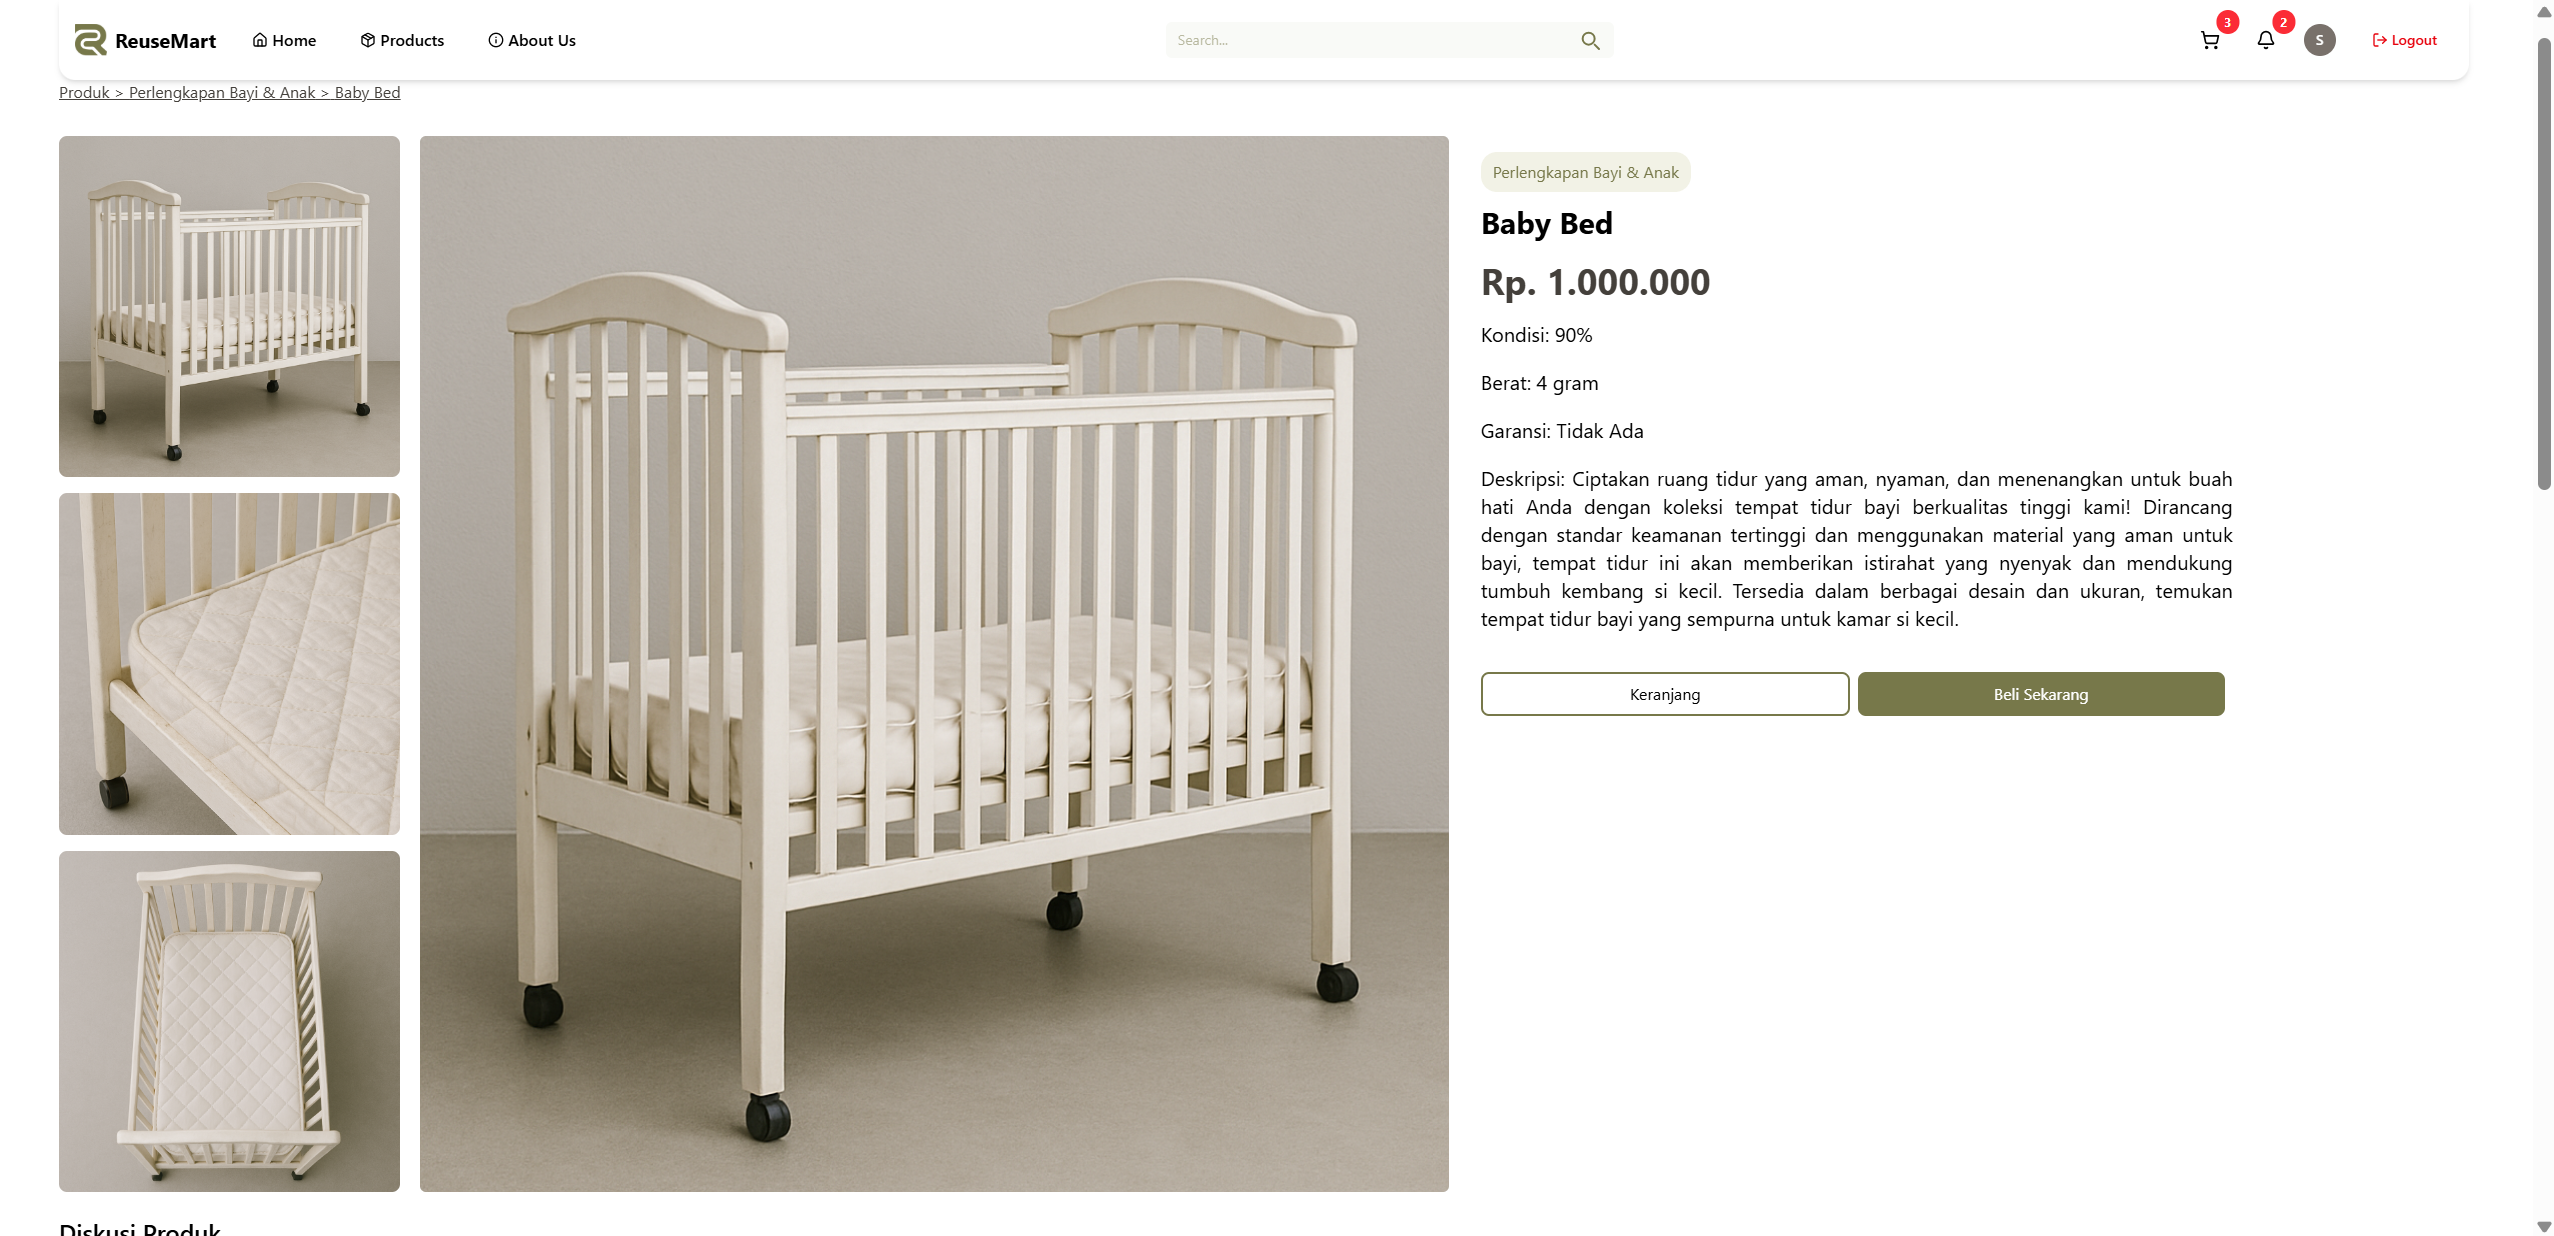 ReuseMart
Home
Products
About Us
Search...
3
2
S
Logout
Produk > Perlengkapan Bayi & Anak > Baby Bed
Perlengkapan Bayi & Anak
Baby Bed
Rp. 1.000.000
Kondisi: 90%
Berat: 4 gram
Garansi: Tidak Ada
Deskripsi: Ciptakan ruang tidur yang aman, nyaman, dan menenangkan untuk buah
hati Anda dengan koleksi tempat tidur bayi berkualitas tinggi kami! Dirancang
dengan standar keamanan tertinggi dan menggunakan material yang aman untuk
bayi, tempat tidur ini akan memberikan istirahat yang nyenyak dan mendukung
tumbuh kembang si kecil. Tersedia dalam berbagai desain dan ukuran, temukan
tempat tidur bayi yang sempurna untuk kamar si kecil.
Keranjang
Beli Sekarang
Diskusi Produk